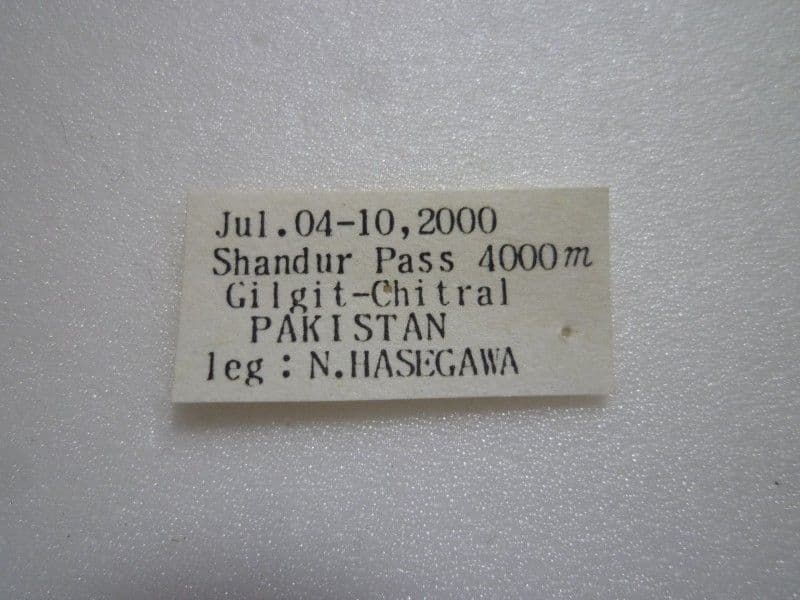 Jul.04-10,2000
Shandur Pass 4000m
Gilgit-Chitral
PAKISTAN
leg: N.HASEGAWA